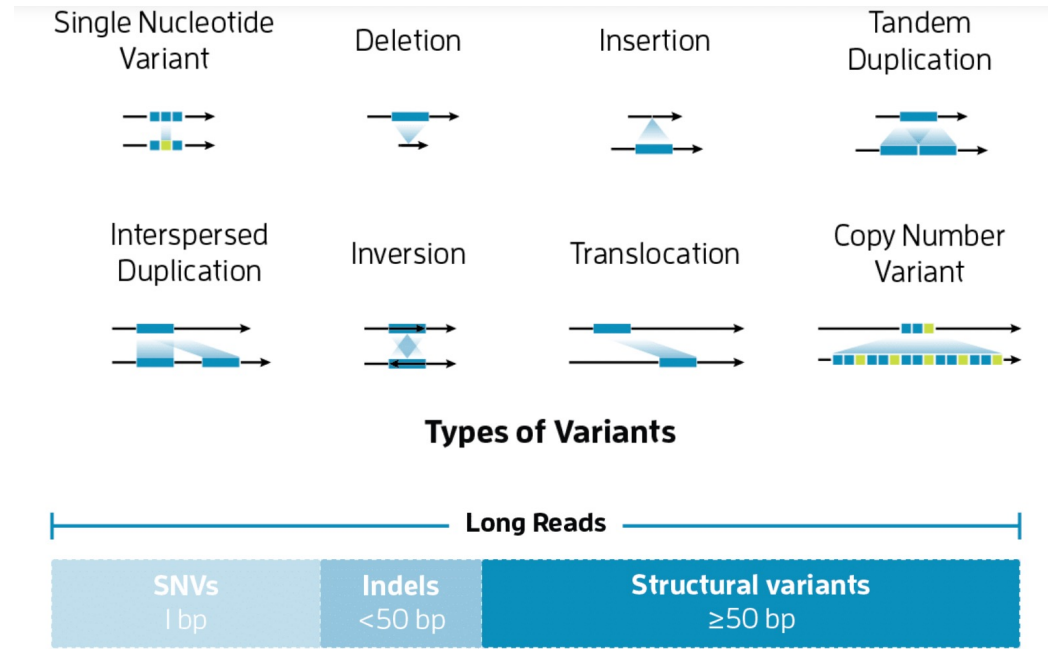 Single Nucleotide
Variant
Deletion
Insertion
Tandem
Duplication
Interspersed
Duplication
Inversion
Translocation
Copy Number
Variant
Types of Variants
Long Reads
SNVs
1 bp
Indels
<50 bp
Structural variants
≥50 bp